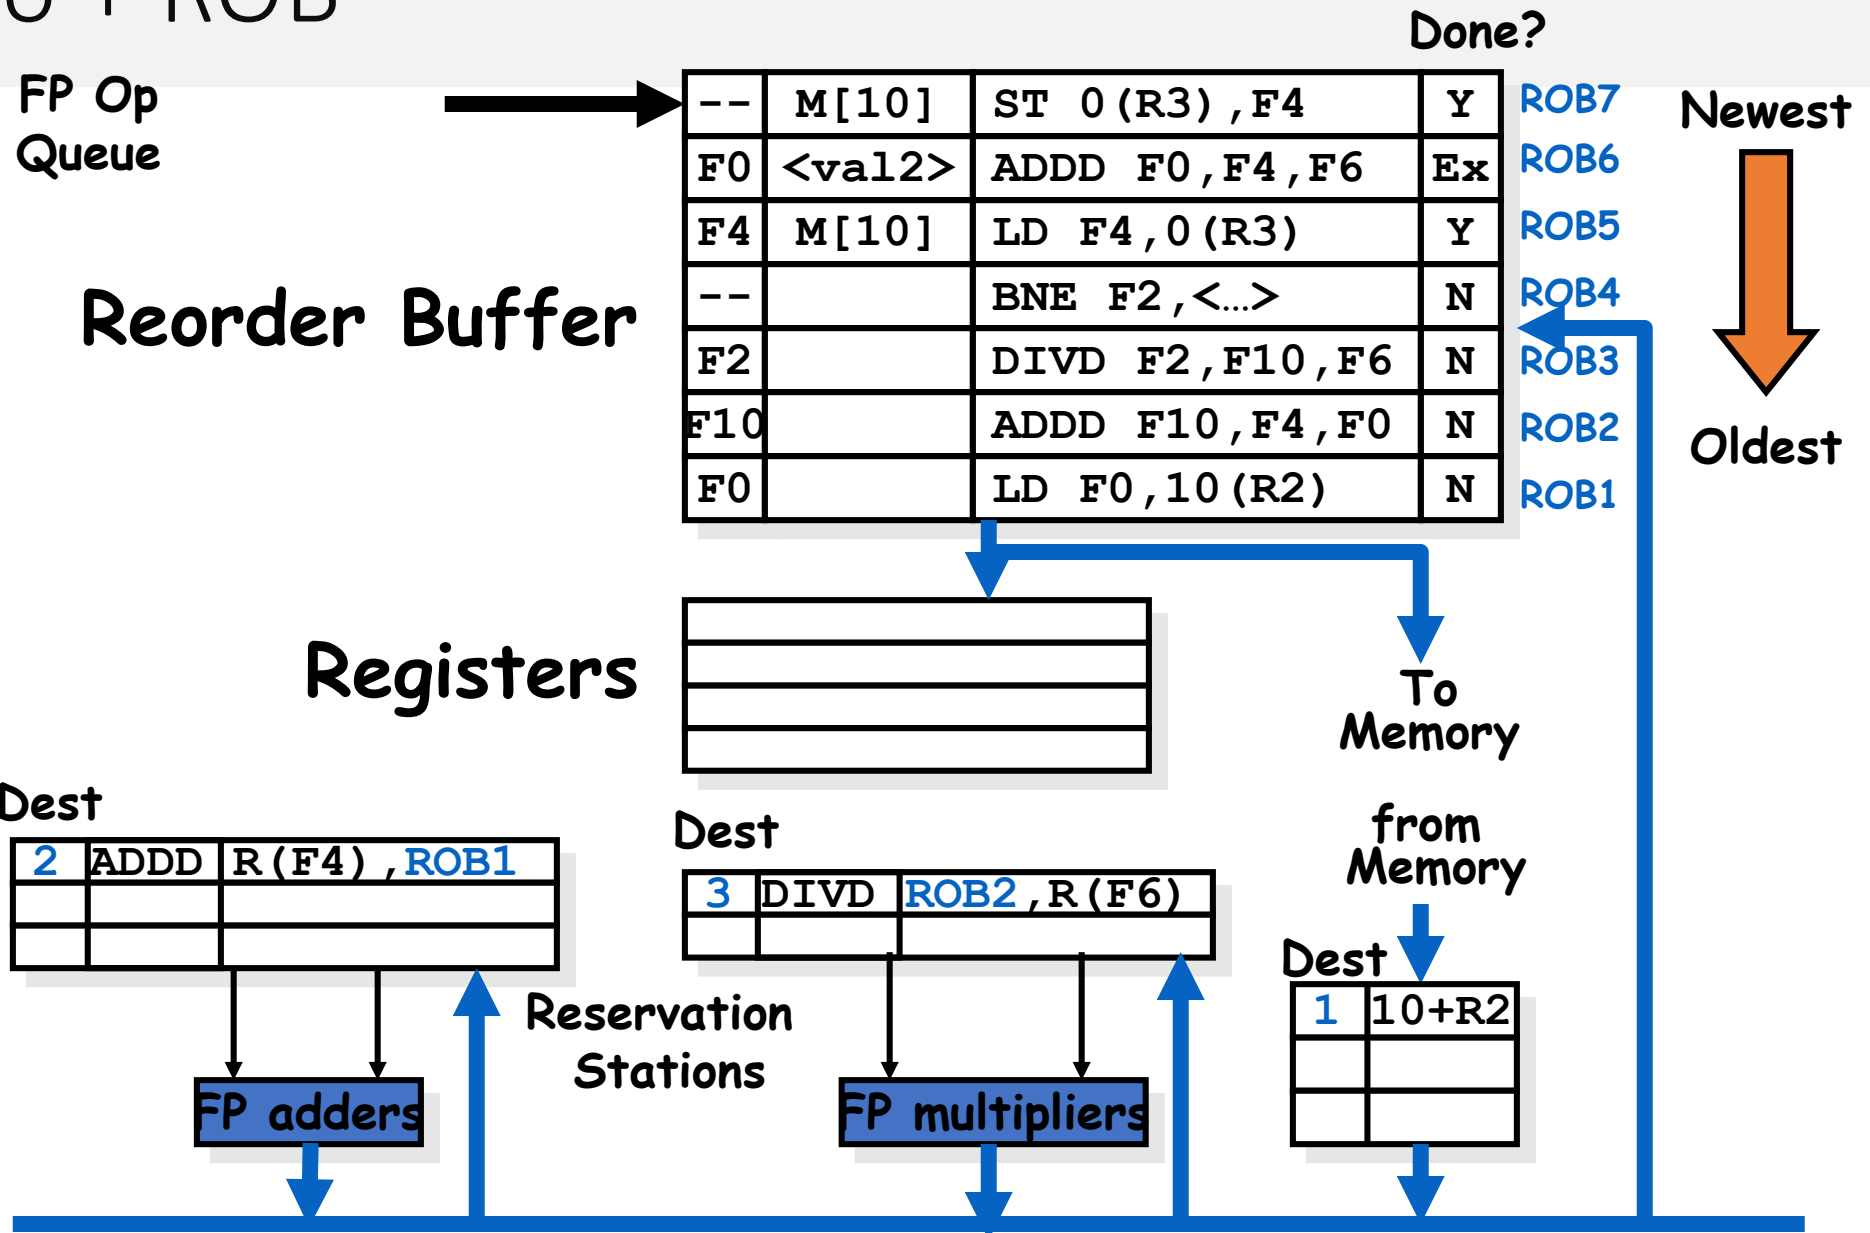 + ROB
Done?
FP Op
Queue
-- M[10] ST 0(R3),F4 Y ROB7
F0 <val2> ADDD F0,F4,F6 Ex ROB6
F4 M[10] LD F4,0(R3) Y ROB5
-- BNE F2,<…> N ROB4
F2 DIVD F2,F10,F6 N ROB3
F10 ADDD F10,F4,F0 N ROB2
F0 LD F0,10(R2) N ROB1
Newest
Oldest
Reorder Buffer
Registers
To
Memory
from
Memory
Dest
2 ADDD R(F4),ROB1
Dest
3 DIVD ROB2,R(F6)
Dest
1 10+R2
Reservation
Stations
FP adders
FP multipliers